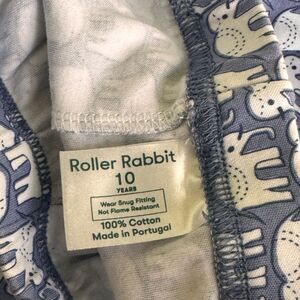 Roller Rabbit
10
YEARS
Wear Snug Fitting
Not Flame Resistant
100% Cotton
Made in Portugal